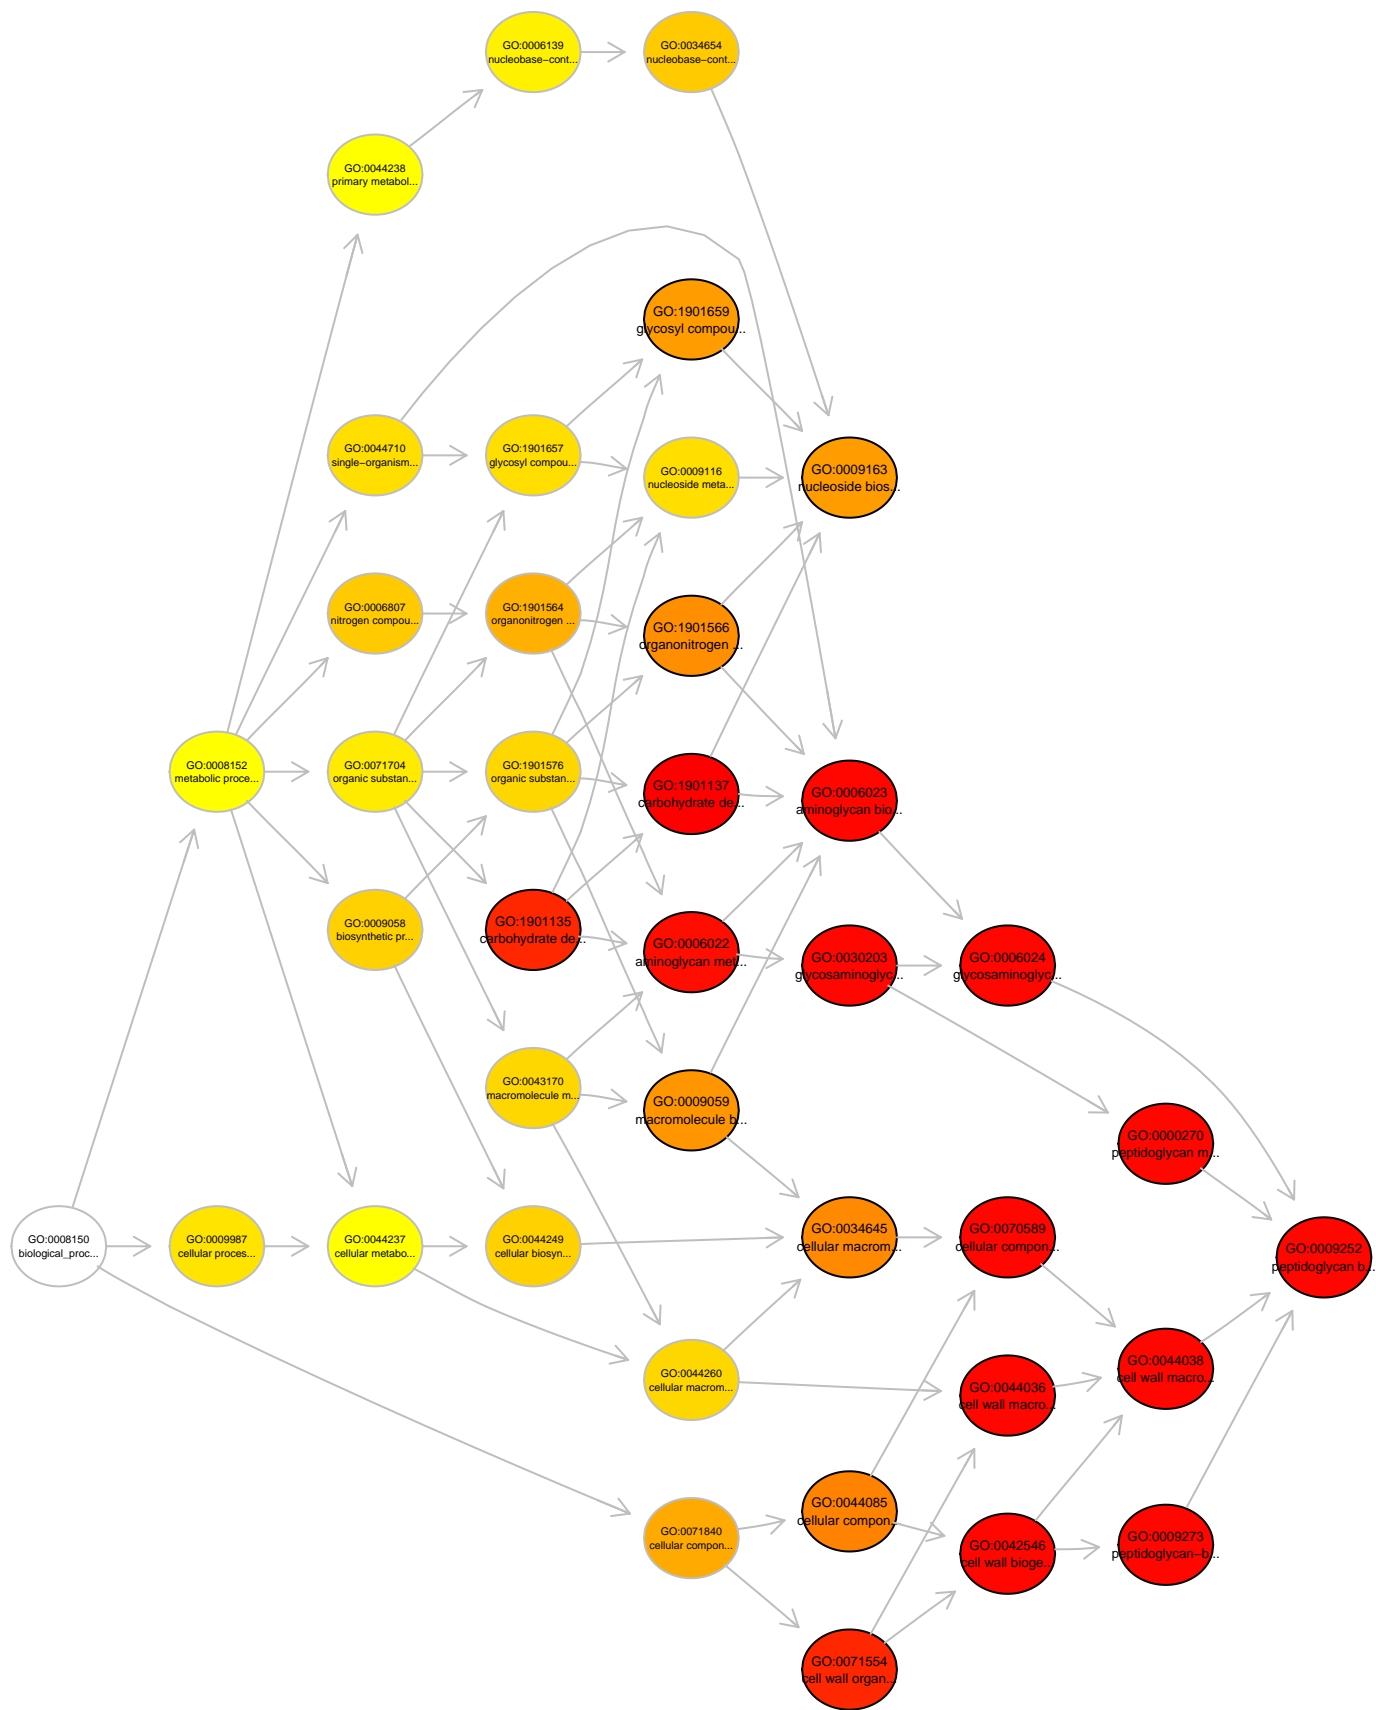 GO:0006139
nucleobase−cont...
GO:0034654
nucleobase−cont...
GO:0044238
primary metabol...
GO:1901659
glycosyl compou...
GO:0044710
single−organism...
GO:1901657
glycosyl compou...
GO:0009116
nucleoside meta...
GO:0009163
nucleoside bios...
GO:0006807
nitrogen compou...
GO:1901564
organonitrogen ...
GO:1901566
organonitrogen ...
GO:0008152
metabolic proce...
GO:0071704
organic substan...
GO:1901576
organic substan...
GO:1901137
carbohydrate de...
GO:0006023
aminoglycan bio...
GO:0009058
biosynthetic pr...
GO:1901135
carbohydrate de...
GO:0006022
aminoglycan met...
GO:0030203
glycosaminoglyc...
GO:0006024
glycosaminoglyc...
GO:0043170
macromolecule m...
GO:0009059
macromolecule b...
GO:0000270
peptidoglycan m...
GO:0008150
biological_proc...
GO:0009987
cellular proces...
GO:0044237
cellular metabo...
GO:0044249
cellular biosyn...
GO:0034645
cellular macrom...
GO:0070589
cellular compon...
GO:0009252
peptidoglycan b...
GO:0044260
cellular macrom...
GO:0044036
cell wall macro...
GO:0044038
cell wall macro...
GO:0071840
cellular compon...
GO:0044085
cellular compon...
GO:0042546
cell wall bioge...
GO:0009273
peptidoglycan−b...
GO:0071554
cell wall organ...